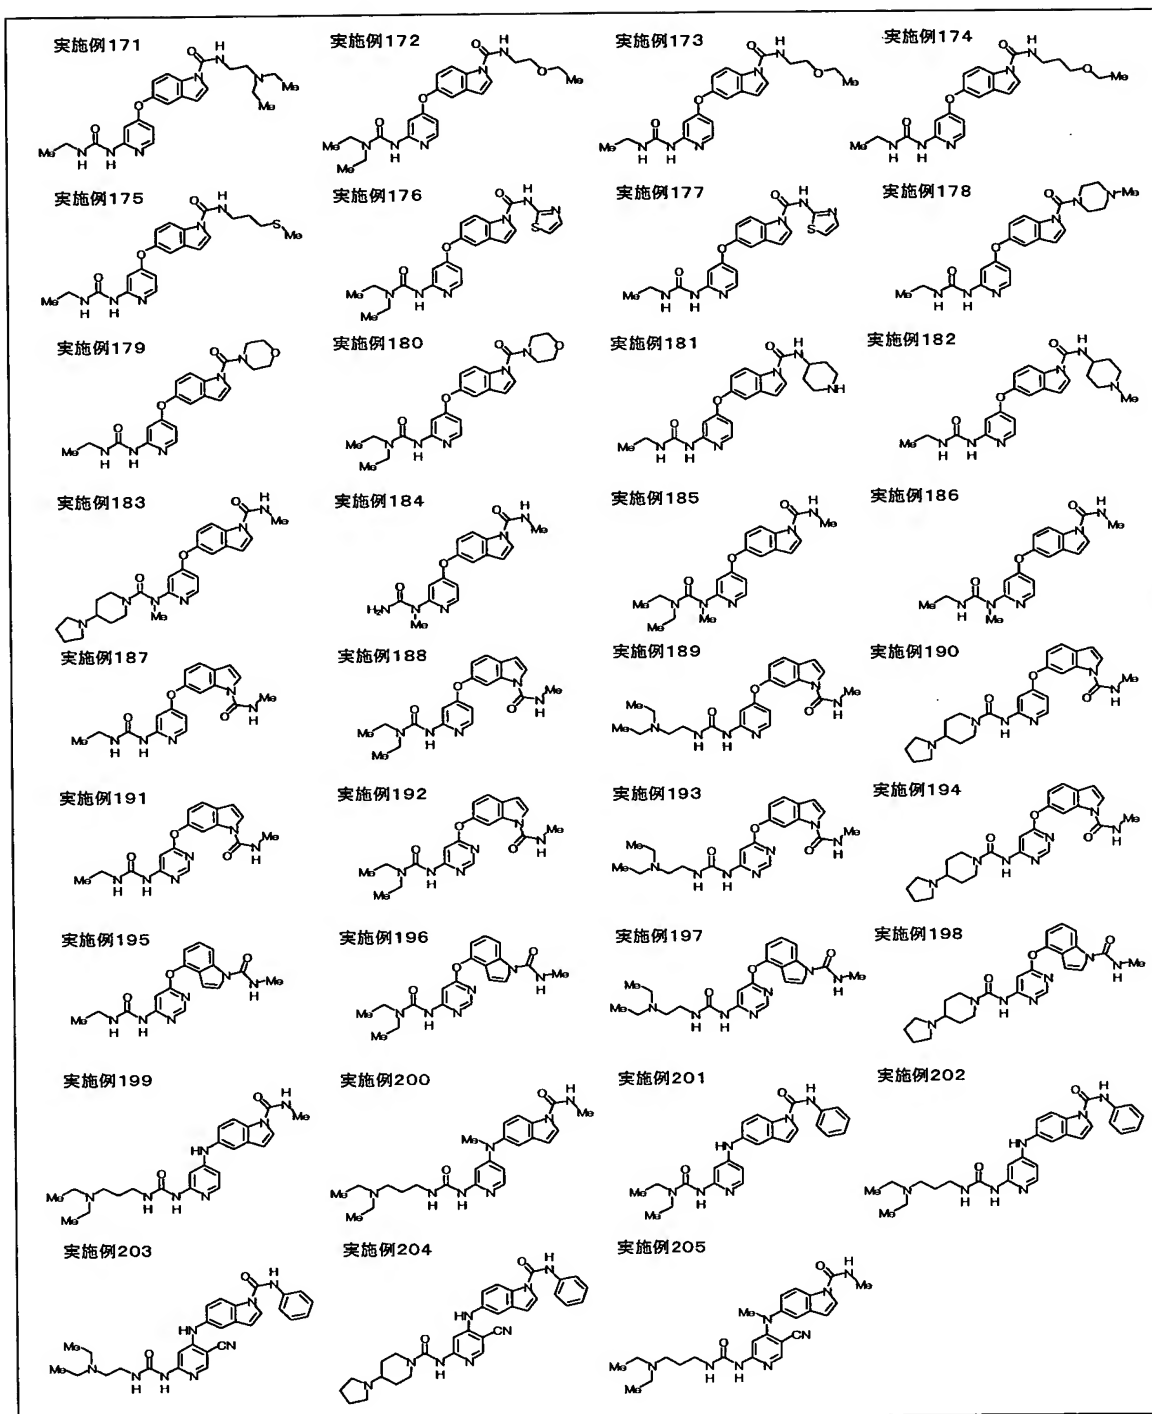 実施例171 実施例172 実施例173 実施例174
実施例175 実施例176 実施例177 実施例178
実施例179 実施例180 実施例181 実施例182
実施例183 実施例184 実施例185 実施例186
実施例187 実施例188 実施例189 実施例190
実施例191 実施例192 実施例193 実施例194
実施例195 実施例196 実施例197 実施例198
実施例199 実施例200 実施例201 実施例202
実施例203 実施例204 実施例205